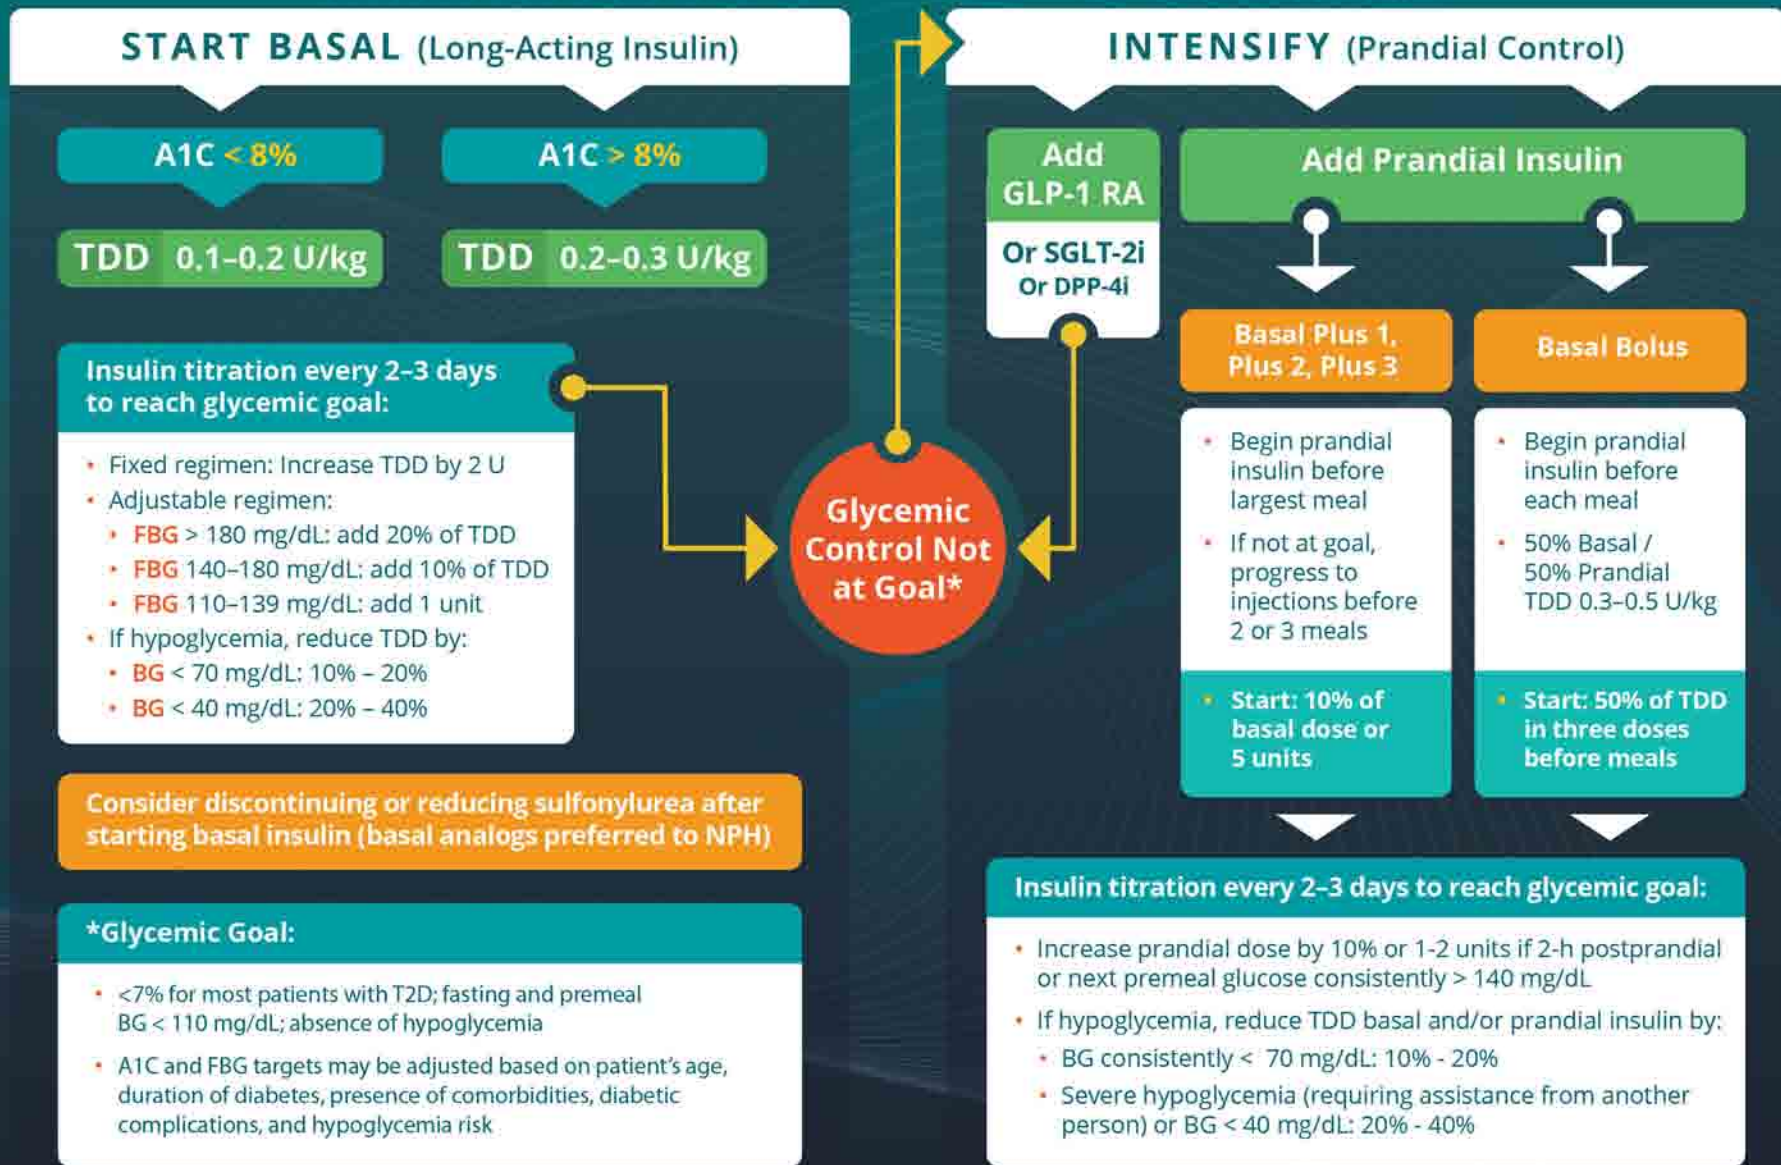 START BASAL (Long-Acting Insulin)
A1C < 8%
A1C > 8%
TDD 0.1–0.2 U/kg
TDD 0.2–0.3 U/kg
Insulin titration every 2–3 days
to reach glycemic goal:
• Fixed regimen: Increase TDD by 2 U
• Adjustable regimen:
• FBG > 180 mg/dL: add 20% of TDD
• FBG 140–180 mg/dL: add 10% of TDD
• FBG 110–139 mg/dL: add 1 unit
• If hypoglycemia, reduce TDD by:
• BG < 70 mg/dL: 10% – 20%
• BG < 40 mg/dL: 20% – 40%
Consider discontinuing or reducing sulfonylurea after
starting basal insulin (basal analogs preferred to NPH)
*Glycemic Goal:
• <7% for most patients with T2D; fasting and premeal
BG < 110 mg/dL; absence of hypoglycemia
• A1C and FBG targets may be adjusted based on patient's age,
duration of diabetes, presence of comorbidities, diabetic
complications, and hypoglycemia risk
Glycemic
Control Not
at Goal*
INTENSIFY (Prandial Control)
Add
GLP-1 RA
Or SGLT-2i
Or DPP-4i
Add Prandial Insulin
Basal Plus 1,
Plus 2, Plus 3
• Begin prandial
insulin before
largest meal
• If not at goal,
progress to
injections before
2 or 3 meals
• Start: 10% of
basal dose or
5 units
Basal Bolus
• Begin prandial
insulin before
each meal
• 50% Basal /
50% Prandial
TDD 0.3–0.5 U/kg
• Start: 50% of TDD
in three doses
before meals
Insulin titration every 2–3 days to reach glycemic goal:
• Increase prandial dose by 10% or 1-2 units if 2-h postprandial
or next premeal glucose consistently > 140 mg/dL
• If hypoglycemia, reduce TDD basal and/or prandial insulin by:
• BG consistently < 70 mg/dL: 10% - 20%
• Severe hypoglycemia (requiring assistance from another
person) or BG < 40 mg/dL: 20% - 40%